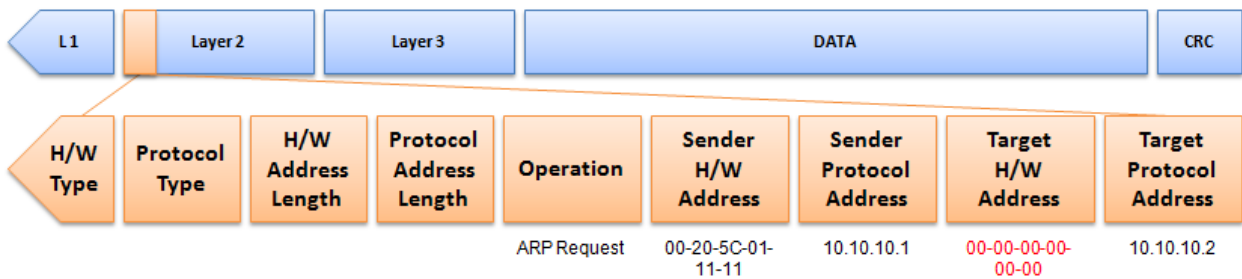 L 1
Layer 2
Layer 3
DATA
CRC
H/W
Type
Protocol
Type
H/W
Address
Length
Protocol
Address
Length
Operation
Sender
H/W
Address
Sender
Protocol
Address
Target
H/W
Address
Target
Protocol
Address
ARP Request
00-20-5C-01-
11-11
10.10.10.1
00-00-00-00-
00-00
10.10.10.2